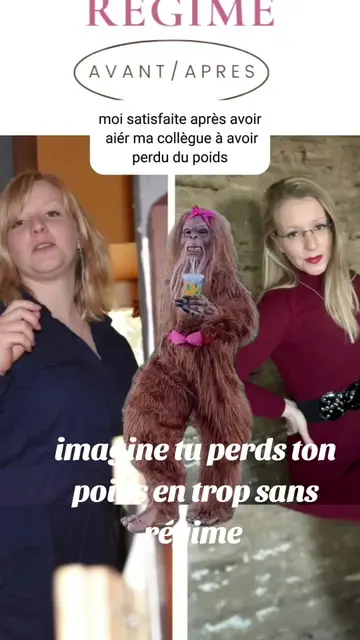 REGIME
AVANT/APRES
moi satisfaite après avoir
aiér ma collègue à avoir
perdu du poids
imagine tu perds ton
poids en trop sans
régime